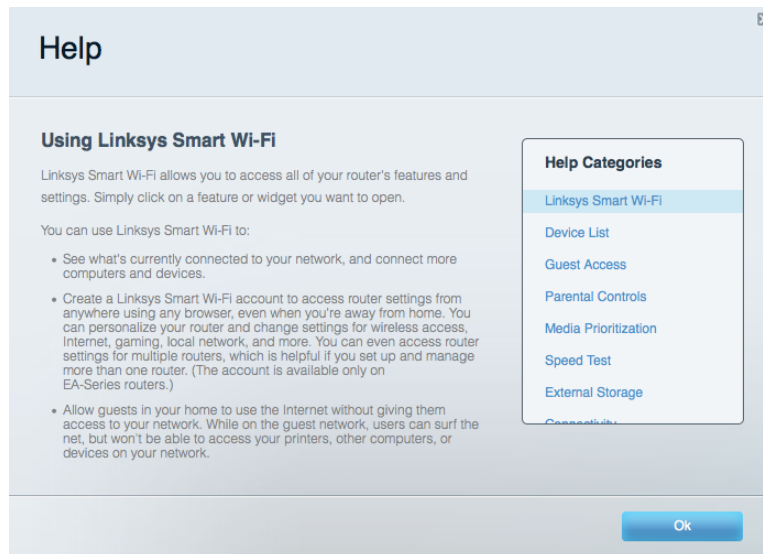 Help
Using Linksys Smart Wi-Fi
Linksys Smart Wi-Fi allows you to access all of your router's features and
settings. Simply click on a feature or widget you want to open.
You can use Linksys Smart Wi-Fi to:
• See what's currently connected to your network, and connect more
computers and devices.
• Create a Linksys Smart Wi-Fi account to access router settings from
anywhere using any browser, even when you're away from home. You
can personalize your router and change settings for wireless access,
Internet, gaming, local network, and more. You can even access router
settings for multiple routers, which is helpful if you set up and manage
more than one router. (The account is available only on
EA-Series routers.)
• Allow guests in your home to use the Internet without giving them
access to your network. While on the guest network, users can surf the
net, but won't be able to access your printers, other computers, or
devices on your network.
Help Categories
Linksys Smart Wi-Fi
Device List
Guest Access
Parental Controls
Media Prioritization
Speed Test
External Storage
Connectivity
Ok